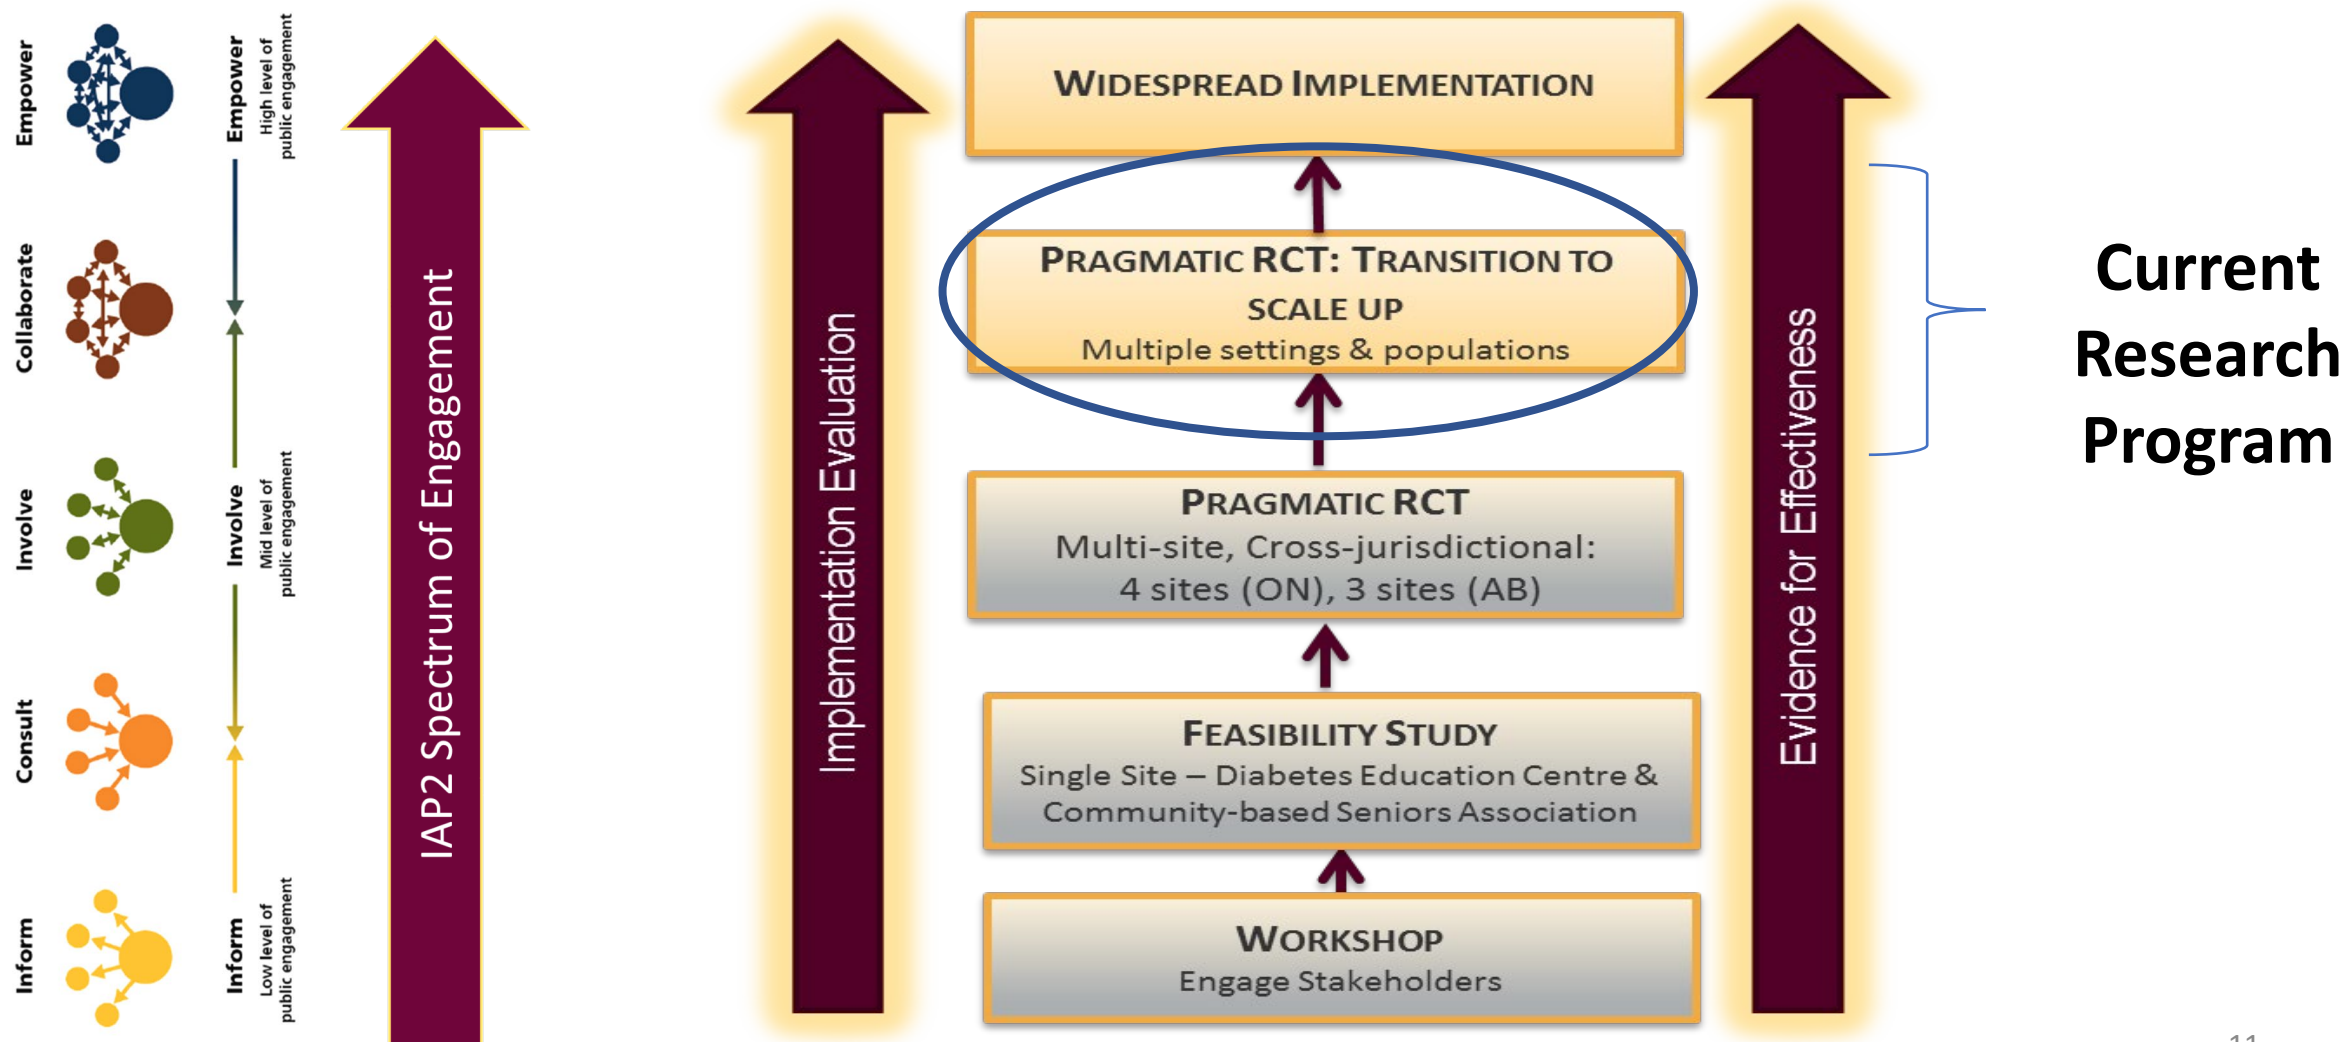 Empower
Collaborate
Involve
Consult
Inform
Empower
High level of
public engagement
Involve
Mid level of
public engagement
Inform
Low level of
public engagement
IAP2 Spectrum of Engagement
Implementation Evaluation
WIDESPREAD IMPLEMENTATION
PRAGMATIC RCT: TRANSITION TO
SCALE UP
Multiple settings & populations
PRAGMATIC RCT
Multi-site, Cross-jurisdictional:
4 sites (ON), 3 sites (AB)
FEASIBILITY STUDY
Single Site – Diabetes Education Centre &
Community-based Seniors Association
WORKSHOP
Engage Stakeholders
Evidence for Effectiveness
Current
Research
Program